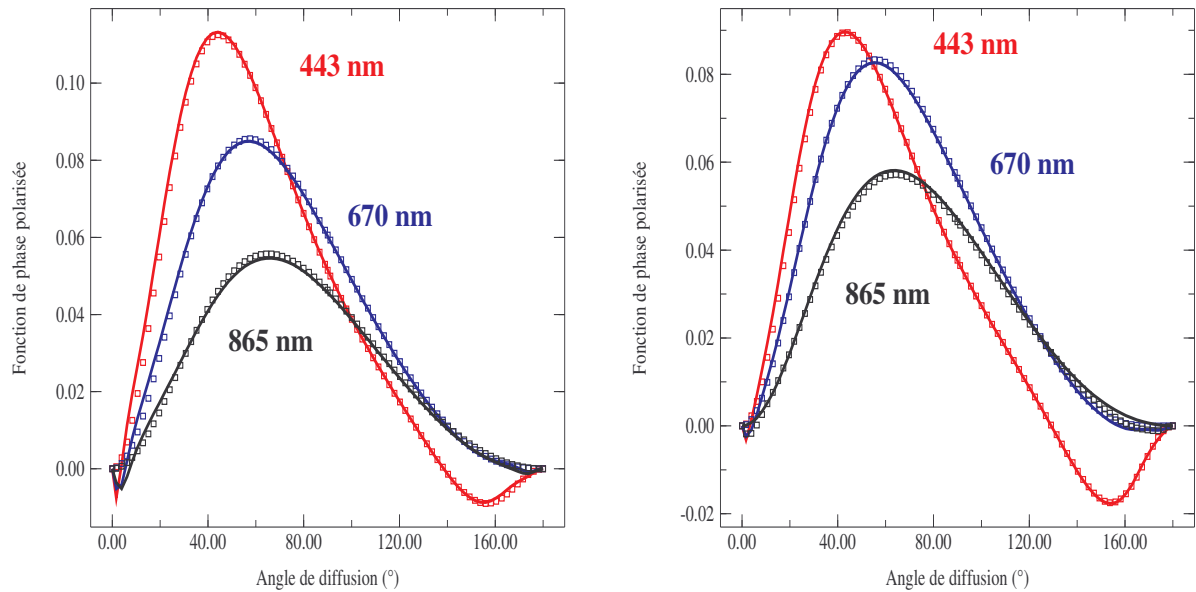 Fonction de phase polarisée
0.10
0.08
0.06
0.04
0.02
0.00
443 nm
670 nm
865 nm
0.00 40.00 80.00 120.00 160.00
Angle de diffusion (°)
Fonction de phase polarisée
0.08
0.06
0.04
0.02
0.00
-0.02
443 nm
670 nm
865 nm
0.00 40.00 80.00 120.00 160.00
Angle de diffusion (°)